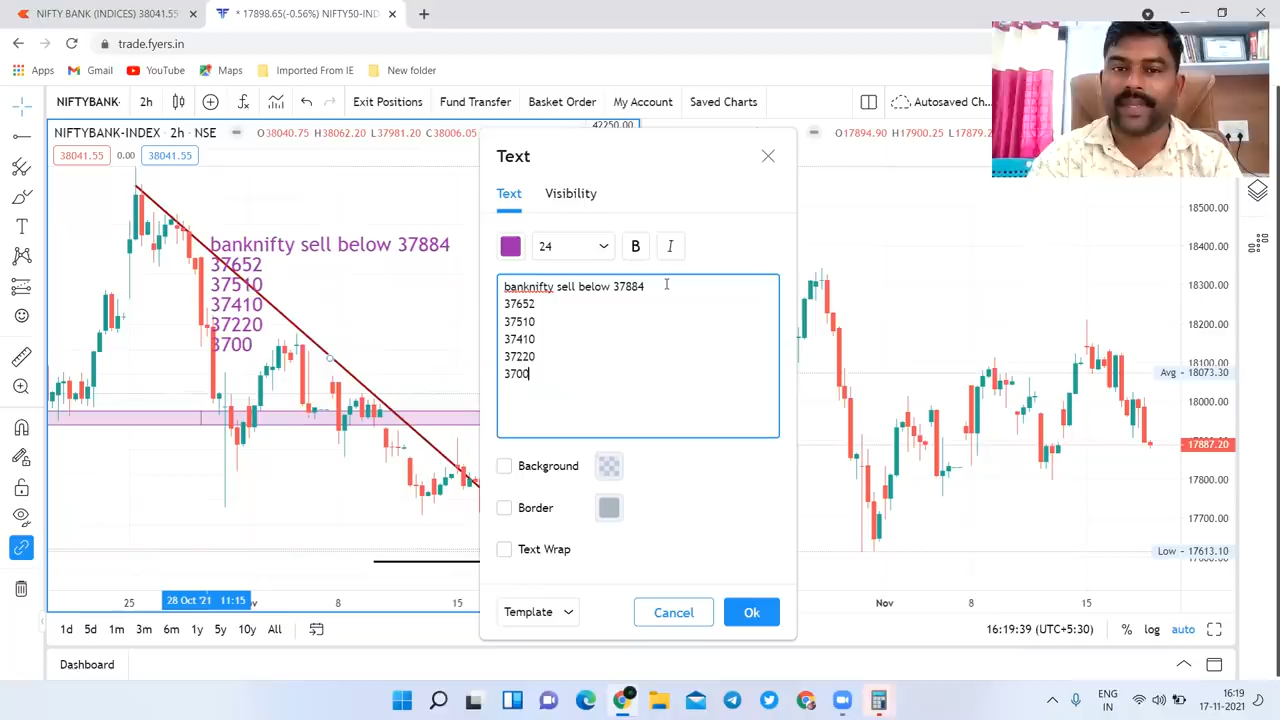 NIFTY BANK (INDICES) 38041.55
17898.65(-0.56%) NIFTY50-IND
trade.fyers.in
Apps
Gmail
YouTube
Maps
Imported From IE
New folder
NIFTYBANK-
2h
Exit Positions
Fund Transfer
Basket Order
My Account
Saved Charts
Autosaved Ch...
NIFTYBANK-INDEX • 2h • NSE
O38040.75
L37981.20
C38006.05
42250.00
O17894.90
H17900.25
38041.55
0.00
38041.55
banknifty sell below 37884
37652
37510
37410
37220
3700
Text
Text
Visibility
24
B
I
banknifty sell below 37884
37652
37510
37410
37220
3700
Background
Border
Text Wrap
Template
Cancel
Ok
18500.00
18400.00
18300.00
18200.00
18100.00
Avg - 18073.30
18000.00
17887.20
17800.00
17700.00
Low - 17613.10
25
28 Oct '21
11:15
8
15
Nov
8
15
1d
5d
1m
3m
6m
1y
5y
10y
All
16:19:39 (UTC+5:30)
%
log
auto
Dashboard
ENG
IN
16:19
17-11-2021